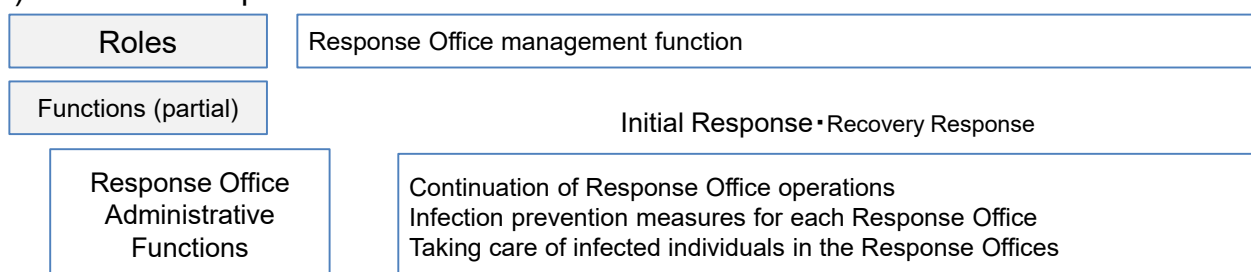 Roles
Response Office management function
Functions (partial)
Initial Response・Recovery Response
Response Office
Administrative
Functions
Continuation of Response Office operations
Infection prevention measures for each Response Office
Taking care of infected individuals in the Response Offices